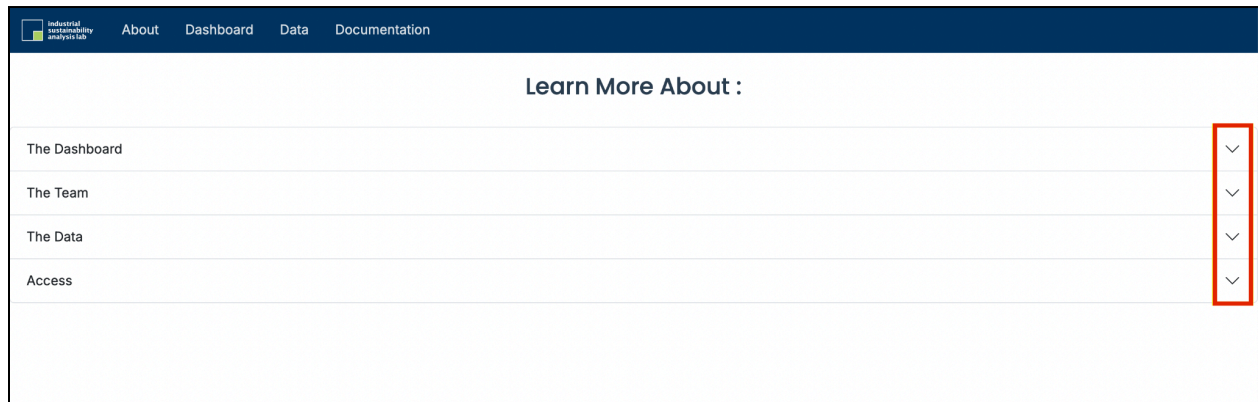 industrial
sustainability
analysis lab
About Dashboard Data Documentation
Learn More About :
The Dashboard
The Team
The Data
Access